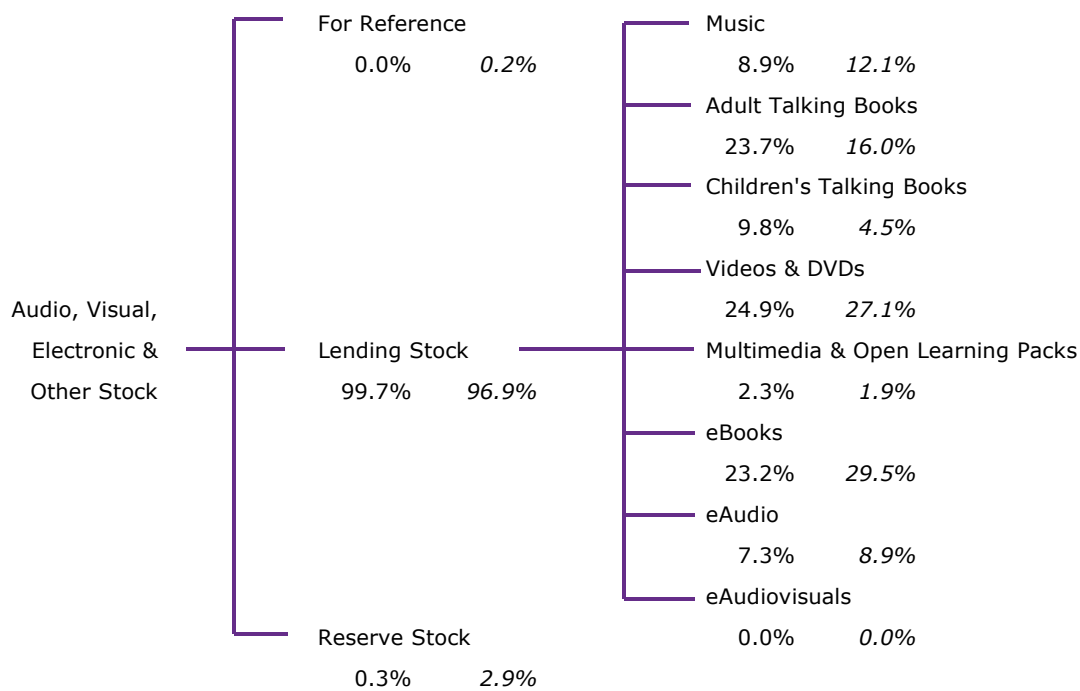 For Reference
0.0% 0.2%
Music
8.9% 12.1%
Adult Talking Books
23.7% 16.0%
Children's Talking Books
9.8% 4.5%
Videos & DVDs
24.9% 27.1%
Audio, Visual,
Electronic &
Other Stock
Lending Stock
99.7% 96.9%
Multimedia & Open Learning Packs
2.3% 1.9%
eBooks
23.2% 29.5%
eAudio
7.3% 8.9%
eAudiovisuals
0.0% 0.0%
Reserve Stock
0.3% 2.9%